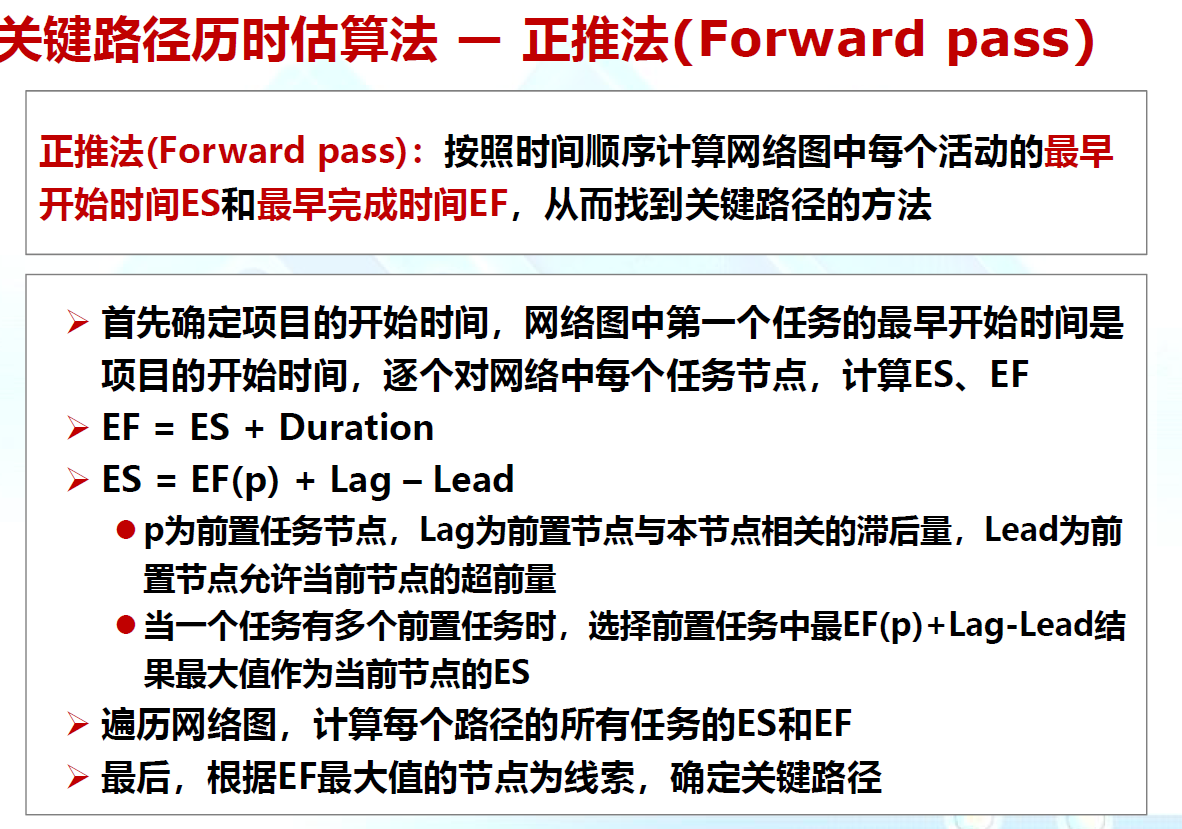 关键路径历时估算法 — 正推法(Forward pass)
正推法(Forward pass)：按照时间顺序计算网络图中每个活动的最早
开始时间ES和最早完成时间EF，从而找到关键路径的方法
首先确定项目的开始时间，网络图中第一个任务的最早开始时间是
项目的开始时间，逐个对网络中每个任务节点，计算ES、EF
EF = ES + Duration
ES = EF(p) + Lag – Lead
p为前置任务节点，Lag为前置节点与本节点相关的滞后量，Lead为前
置节点允许当前节点的超前量
当一个任务有多个前置任务时，选择前置任务中最EF(p)+Lag-Lead结
果最大值作为当前节点的ES
遍历网络图，计算每个路径的所有任务的ES和EF
最后，根据EF最大值的节点为线索，确定关键路径